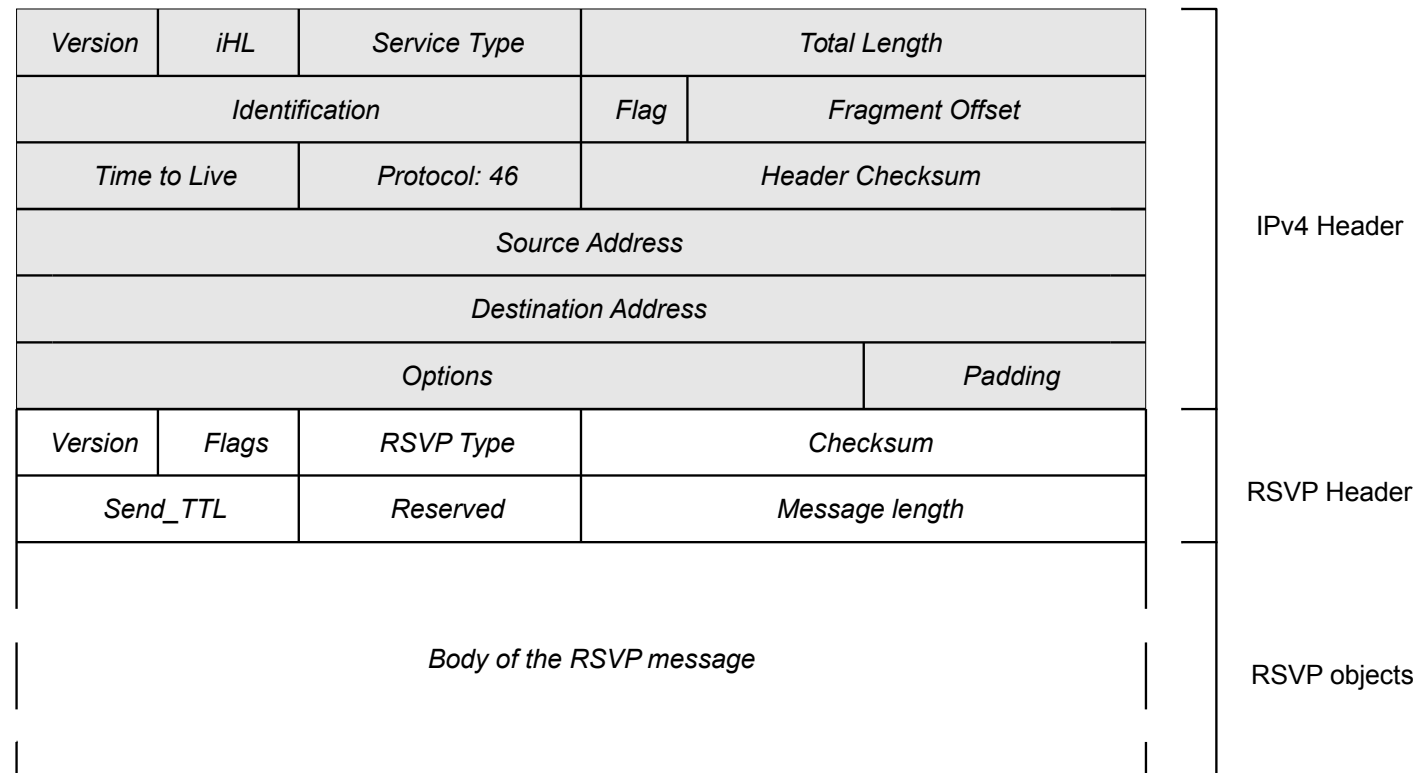 Version iHL Service Type Total Length
Identification Flag Fragment Offset
Time to Live Protocol: 46 Header Checksum
Source Address
IPv4 Header
Destination Address
Options Padding
Version Flags RSVP Type Checksum
Send_TTL Reserved Message length
RSVP Header
Body of the RSVP message
RSVP objects